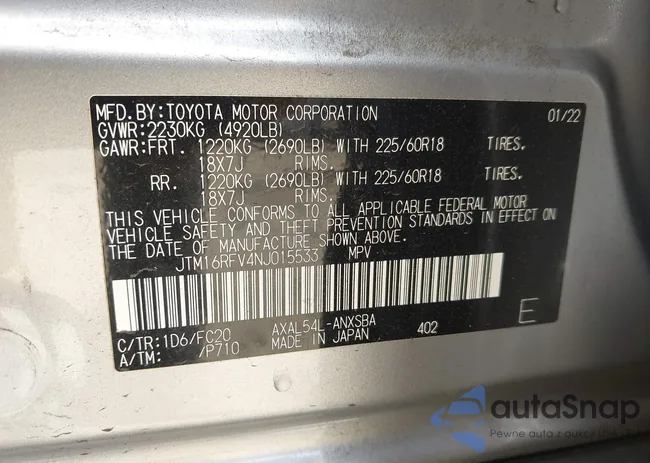 MFD.BY:TOYOTA MOTOR CORPORATION 01/22
GVWR:2230KG (4920LB)
GAWR:FRT. 1220KG (2690LB) WITH 225/60R18 TIRES.
18X7J RIMS.
RR. 1220KG (2690LB) WITH 225/60R18 TIRES.
18X7J RIMS.
THIS VEHICLE CONFORMS TO ALL APPLICABLE FEDERAL MOTOR
VEHICLE SAFETY AND THEFT PREVENTION STANDARDS IN EFFECT ON
THE DATE OF MANUFACTURE SHOWN ABOVE.
JTM16RFV4NJ015533 MPV
C/TR:1D6/FC20 AXAL54L-ANXSBA 402 E
A/TM: /P710 MADE IN JAPAN
autaSnap
Pewne auta z aukcji